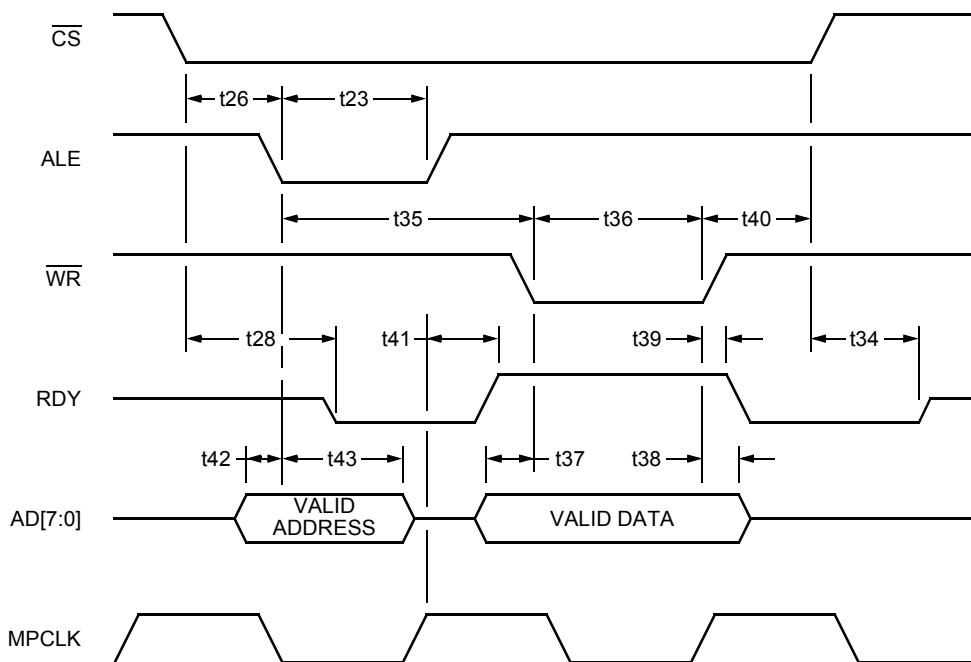 CS
t26 t23
ALE
t35 t36 t40
WR
t28 t41 t39 t34
RDY
t42 t43 t37 t38
AD[7:0] VALID ADDRESS VALID DATA
MPCLK